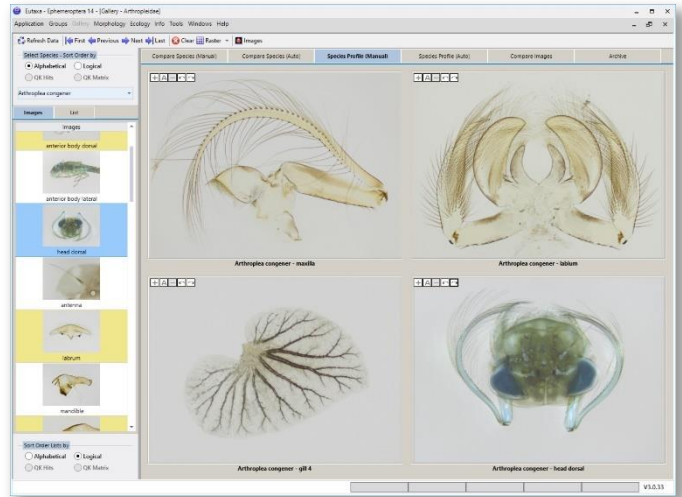 Eutaxa - Ephemeroptera 14 - [Gallery - Arthropleidae]
Application Groups Gallery Morphology Ecology Info Tools Windows Help
Refresh Data First Previous Next Last Clear Raster Images
Select Species - Sort Order by
Alphabetical Logical
QK Hits QK Matrix
Arthroplea congener
Images List
Images
anterior body dorsal
anterior body lateral
head dorsal
antenna
labrum
mandible
Sort Order Lists by
Alphabetical Logical
QK Hits QK Matrix
Compare Species (Manual) Compare Species (Auto) Species Profile (Manual) Species Profile (Auto) Compare Images Archive
Arthroplea congener - maxilla
Arthroplea congener - labium
Arthroplea congener - gill 4
Arthroplea congener - head dorsal
V3.0.33